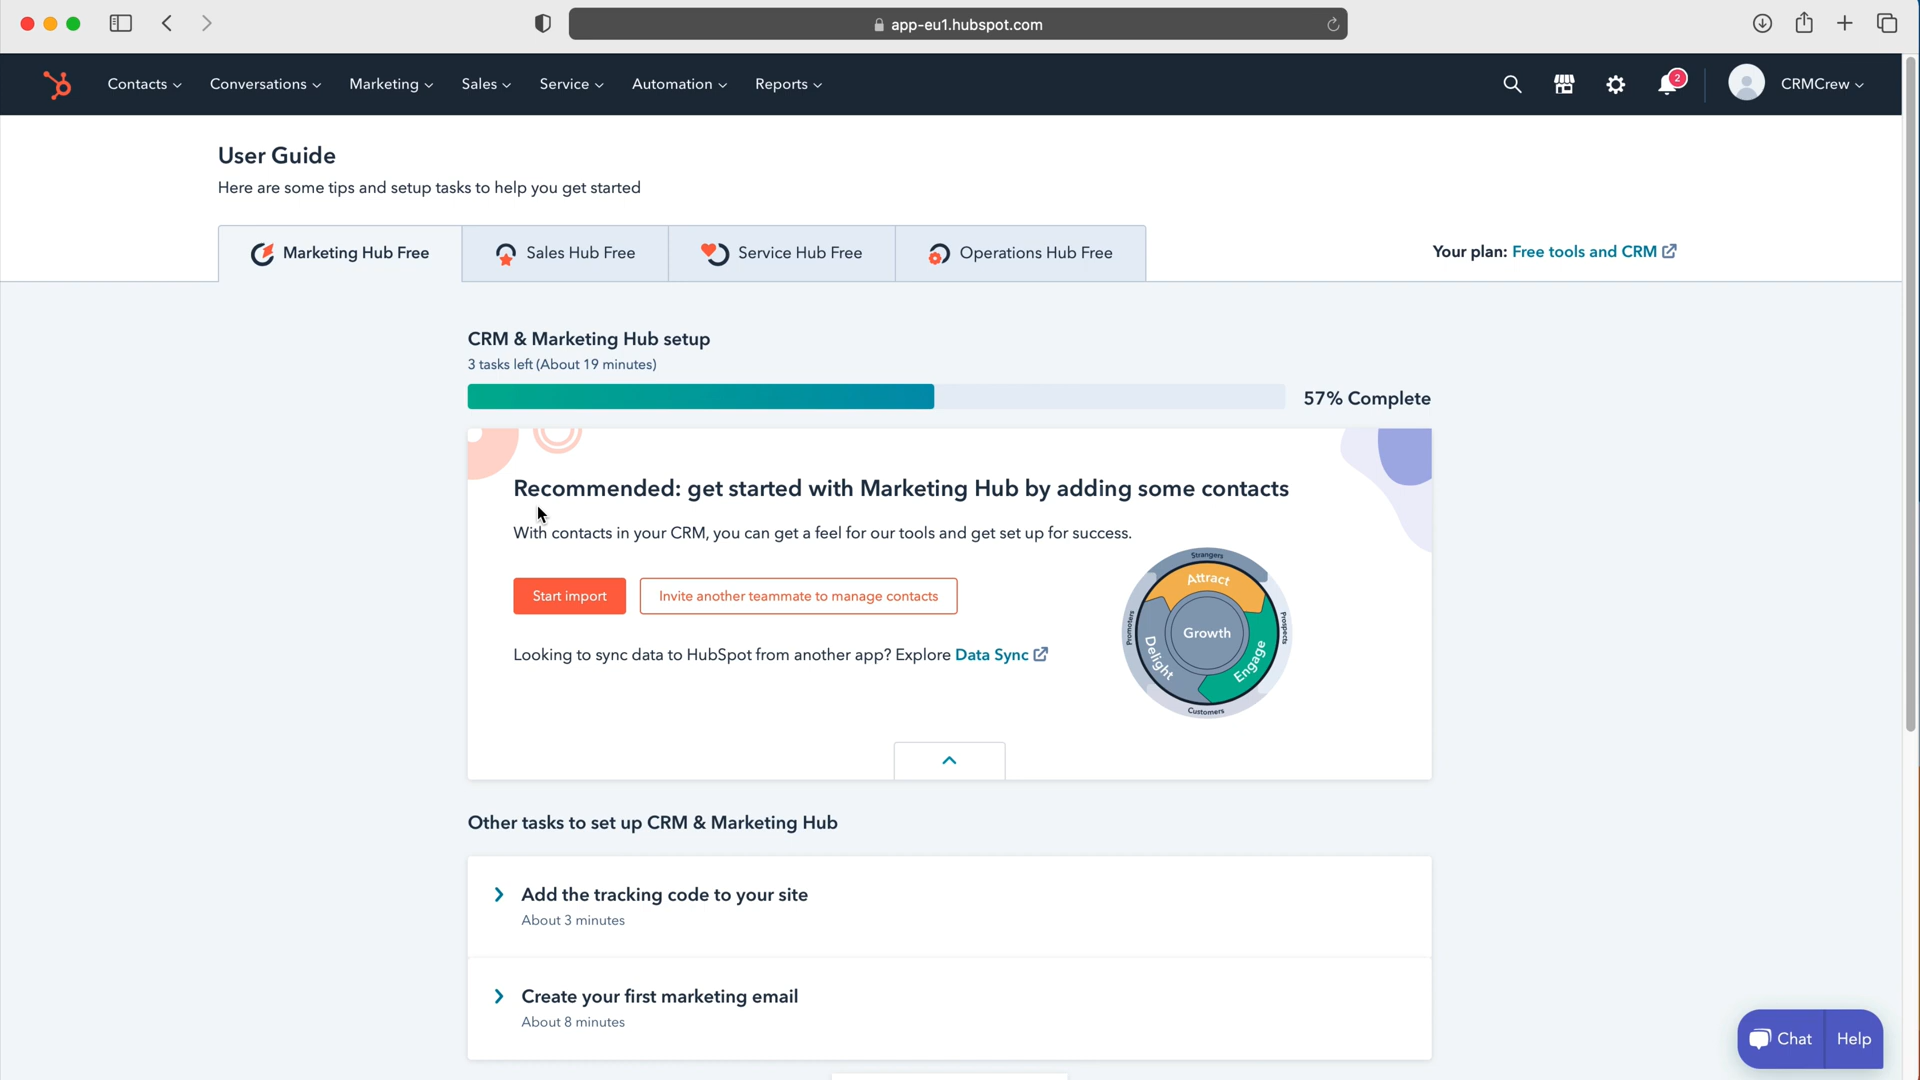 app-eu1.hubspot.com
Contacts Conversations Marketing Sales Service Automation Reports 2 CRMCrew
User Guide
Here are some tips and setup tasks to help you get started
Marketing Hub Free Sales Hub Free Service Hub Free Operations Hub Free Your plan: Free tools and CRM
CRM & Marketing Hub setup
3 tasks left (About 19 minutes)
57% Complete
Recommended: get started with Marketing Hub by adding some contacts
With contacts in your CRM, you can get a feel for our tools and get set up for success.
Start import Invite another teammate to manage contacts
Looking to sync data to HubSpot from another app? Explore Data Sync
Strangers
Attract
Promoters
Prospects
Growth
Delight
Engage
Customers
Other tasks to set up CRM & Marketing Hub
Add the tracking code to your site
About 3 minutes
Create your first marketing email
About 8 minutes
Chat Help